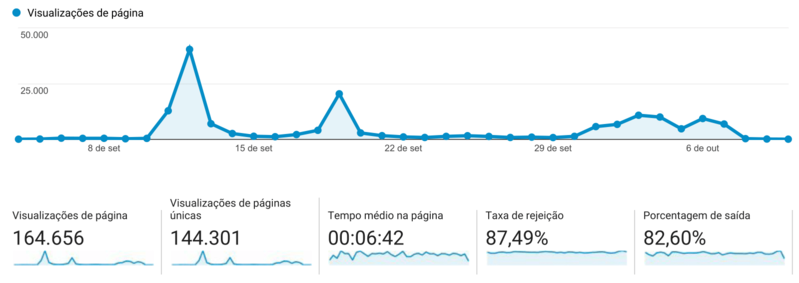 Visualizações de página
50.000
25.000
8 de set
15 de set
22 de set
29 de set
6 de out
Visualizações de página
164.656
Visualizações de páginas
únicas
144.301
Tempo médio na página
00:06:42
Taxa de rejeição
87,49%
Porcentagem de saída
82,60%